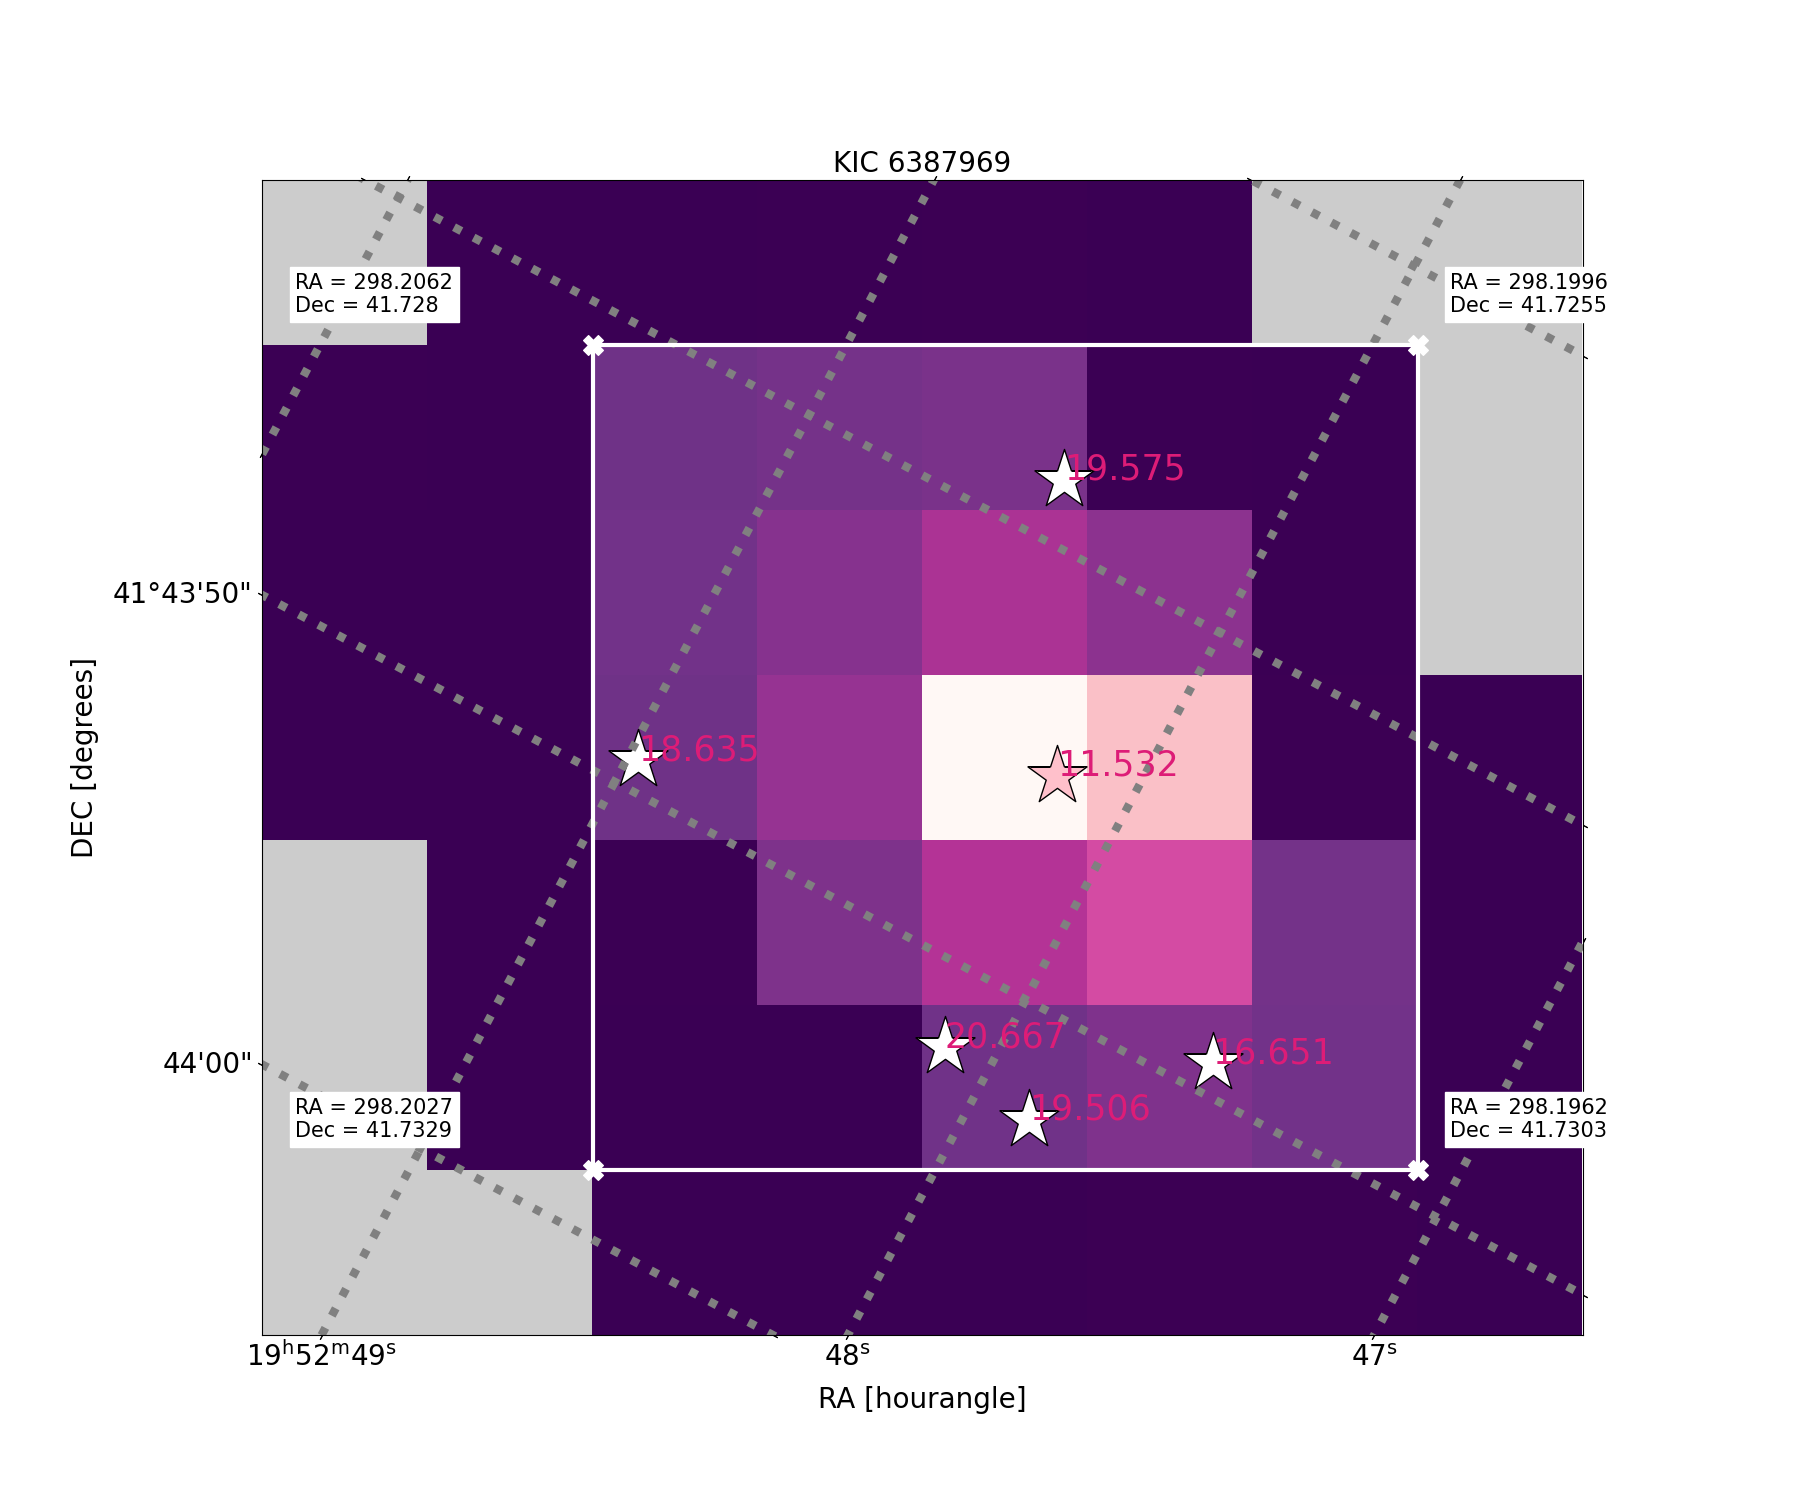 KIC 6387969
RA = 298.2062
Dec = 41.728
RA = 298.1996
Dec = 41.7255
19.575
41°43'50"
18.635
11.532
DEC [degrees]
20.667
16.651
44'00"
19.506
RA = 298.2027
Dec = 41.7329
RA = 298.1962
Dec = 41.7303
19h52m49s
48s
47s
RA [hourangle]